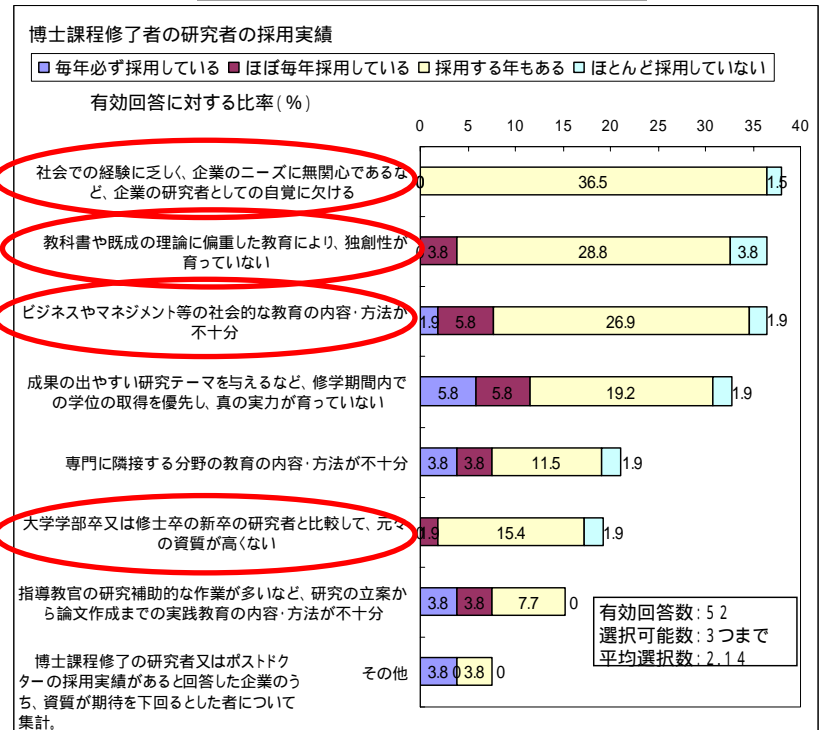 博士課程修了者の研究者の採用実績
毎年必ず採用している ほぼ毎年採用している 採用する年もある ほとんど採用していない
有効回答に対する比率(%)
0 5 10 15 20 25 30 35 40
社会での経験に乏しく、企業のニーズに無関心であるな
ど、企業の研究者としての自覚に欠ける
0 36.5 1.5
教科書や既成の理論に偏重した教育により、独創性が
育っていない
0 3.8 28.8 3.8
ビジネスやマネジメント等の社会的な教育の内容・方法が
不十分
1.9 5.8 26.9 1.9
成果の出やすい研究テーマを与えるなど、修学期間内で
の学位の取得を優先し、真の実力が育っていない
5.8 5.8 19.2 1.9
専門に隣接する分野の教育の内容・方法が不十分
3.8 3.8 11.5 1.9
大学学部卒又は修士卒の新卒の研究者と比較して、元々
の資質が高くない
0 1.9 15.4 1.9
指導教官の研究補助的な作業が多いなど、研究の立案か
ら論文作成までの実践教育の内容・方法が不十分
3.8 3.8 7.7 0
その他
3.8 0 3.8 0
有効回答数:52
選択可能数:3つまで
平均選択数:2.14
博士課程修了の研究者又はポストドク
ターの採用実績があると回答した企業のう
ち、資質が期待を下回るとした者について
集計。